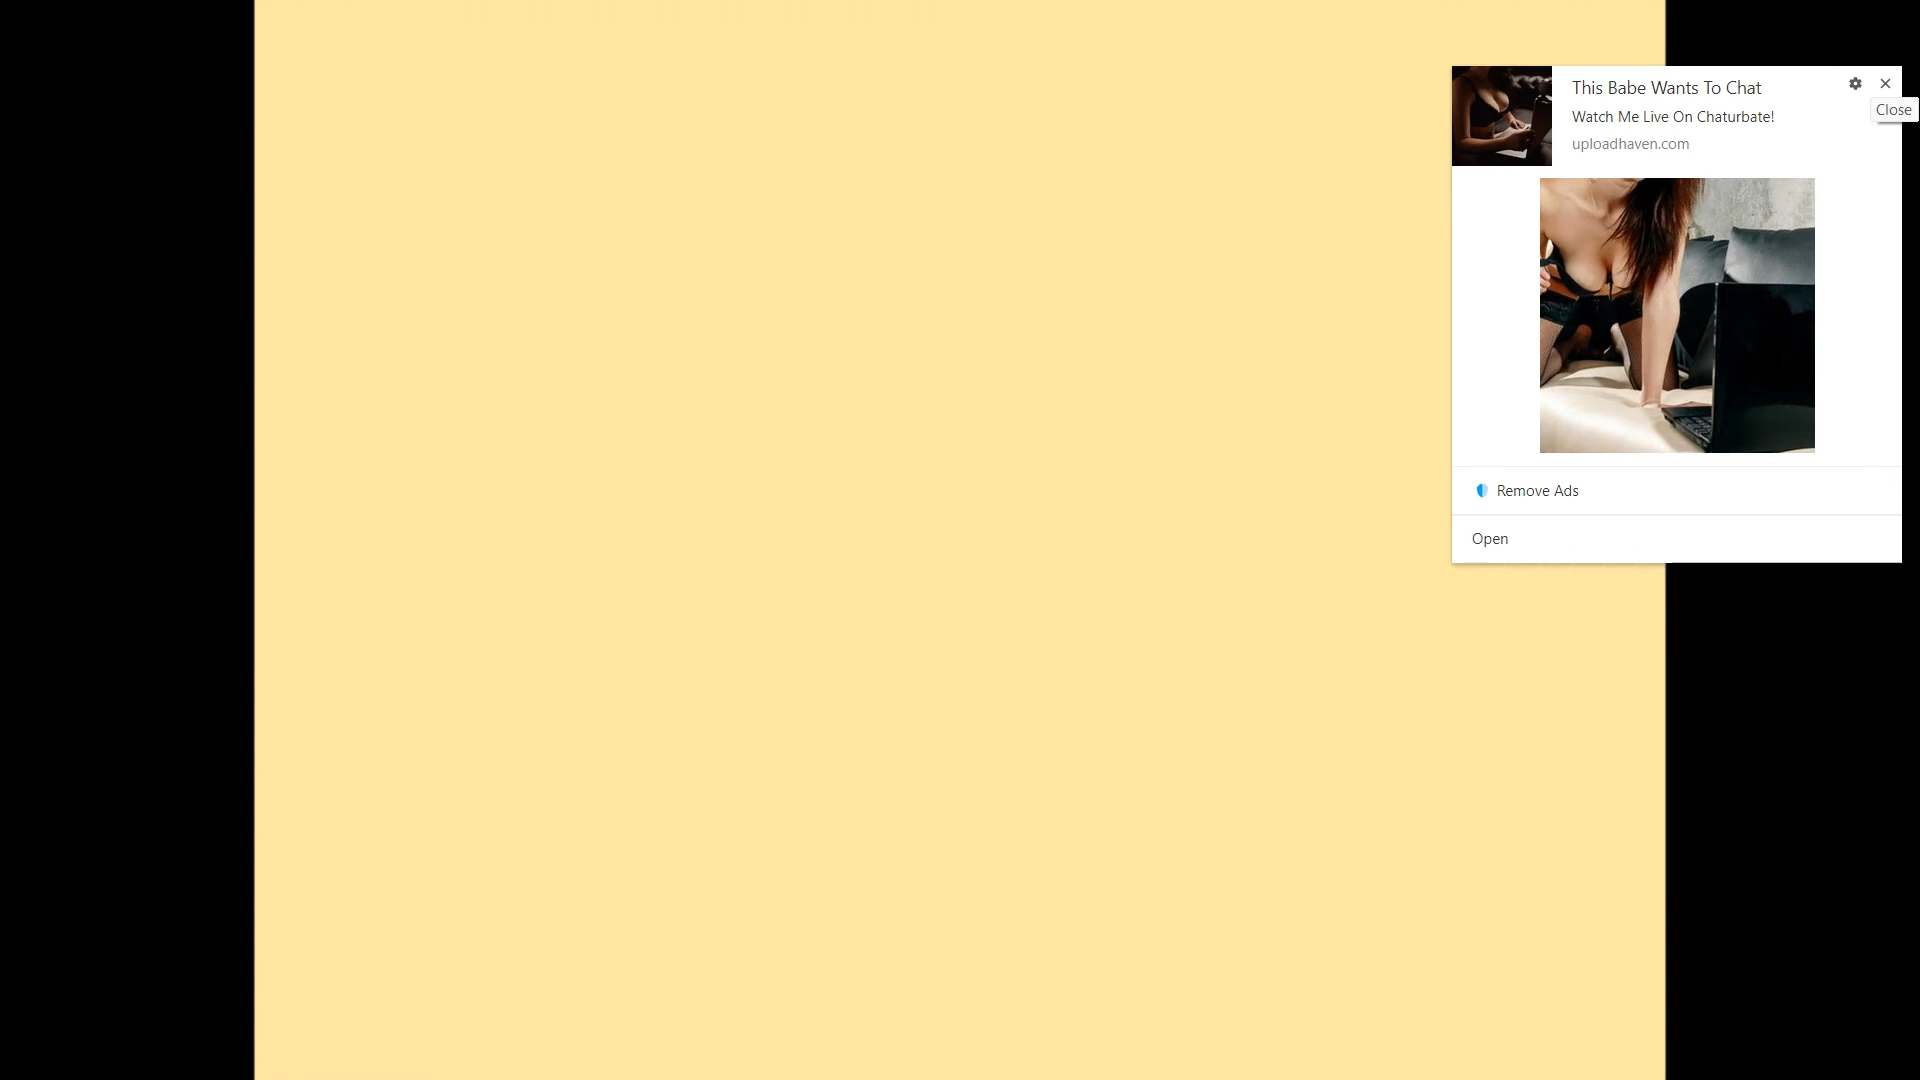 This Babe Wants To Chat
Close
Watch Me Live On Chaturbate!
uploadhaven.com
Remove Ads
Open